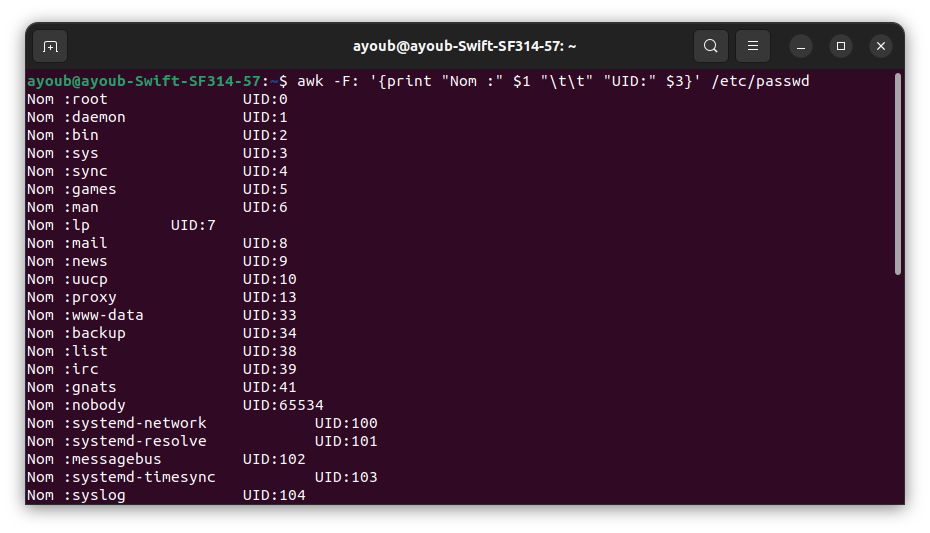 ayoub@ayoub-Swift-SF314-57: ~
ayoub@ayoub-Swift-SF314-57:~$ awk -F: '{print "Nom :" $1 "\t\t" "UID:" $3}' /etc/passwd
Nom :root		UID:0
Nom :daemon		UID:1
Nom :bin		UID:2
Nom :sys		UID:3
Nom :sync		UID:4
Nom :games		UID:5
Nom :man		UID:6
Nom :lp		UID:7
Nom :mail		UID:8
Nom :news		UID:9
Nom :uucp		UID:10
Nom :proxy		UID:13
Nom :www-data		UID:33
Nom :backup		UID:34
Nom :list		UID:38
Nom :irc		UID:39
Nom :gnats		UID:41
Nom :nobody		UID:65534
Nom :systemd-network		UID:100
Nom :systemd-resolve		UID:101
Nom :messagebus		UID:102
Nom :systemd-timesync		UID:103
Nom :syslog		UID:104